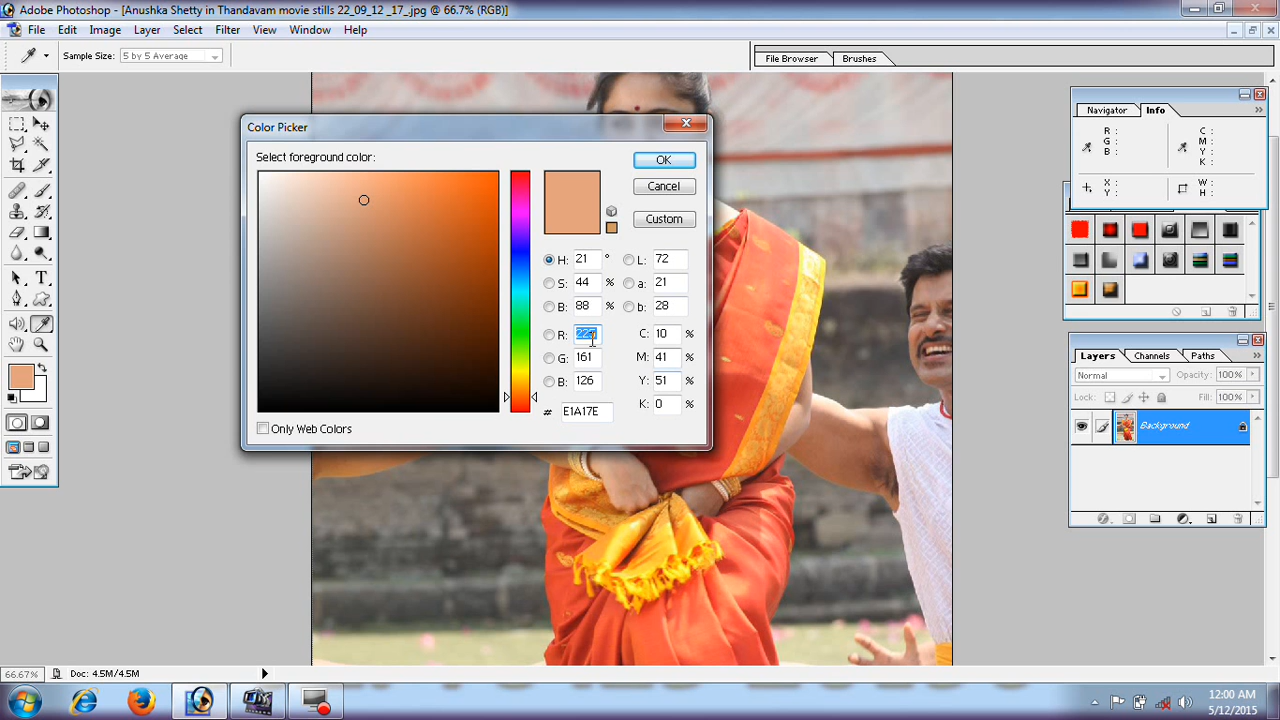 Adobe Photoshop - [Anushka Shetty in Thandavam movie stills 22_09_12 _17_.jpg @ 66.7% (RGB)]
File Edit Image Layer Select Filter View Window Help
Sample Size: 5 by 5 Average
File Browser Brushes
Navigator Info
R : C :
G : M :
B : Y :
K :
X : W :
Y : H :
Color Picker
Select foreground color:
OK
Cancel
Custom
H: 21 ° L: 72
S: 44 % a: 21
B: 88 % b: 28
R: C: 10 %
G: 161 M: 41 %
B: 126 Y: 51 %
# E1A17E K: 0 %
Only Web Colors
Layers Channels Paths
Normal Opacity: 100%
Lock: Fill: 100%
Background
66.67% Doc: 4.5M/4.5M
12:00 AM
5/12/2015